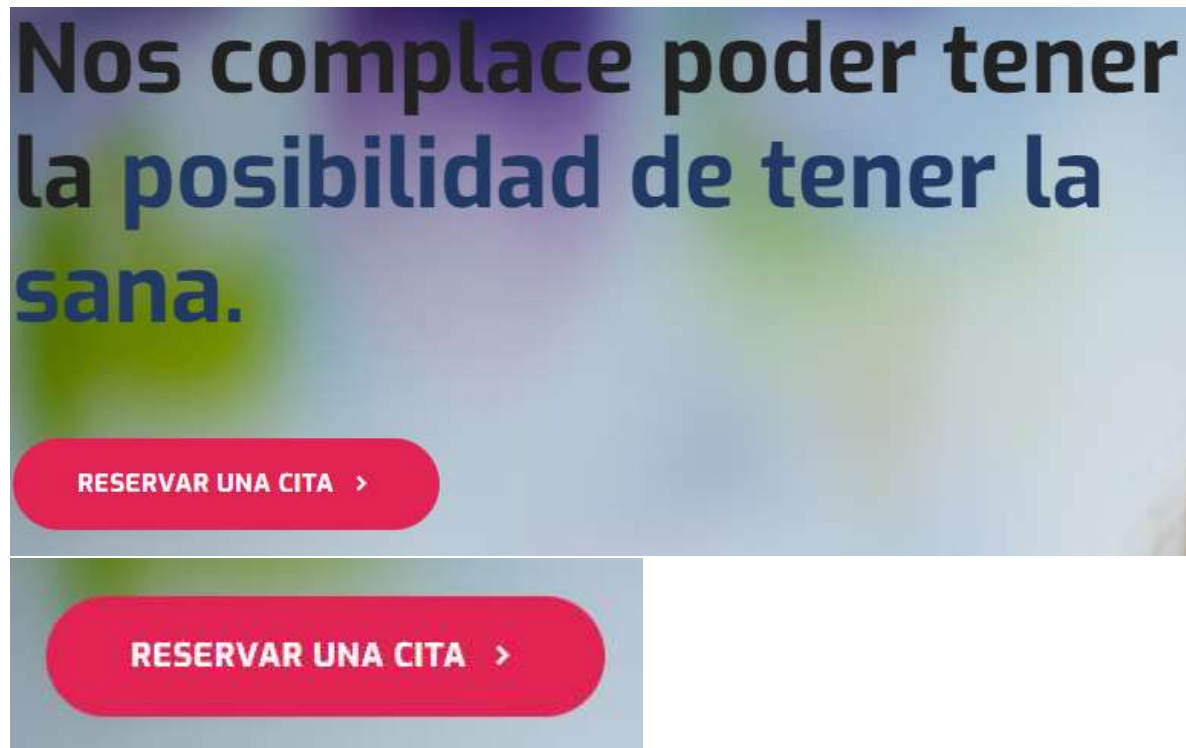 Nos complace poder tener
la posibilidad de tener la
sana.
RESERVAR UNA CITA
RESERVAR UNA CITA